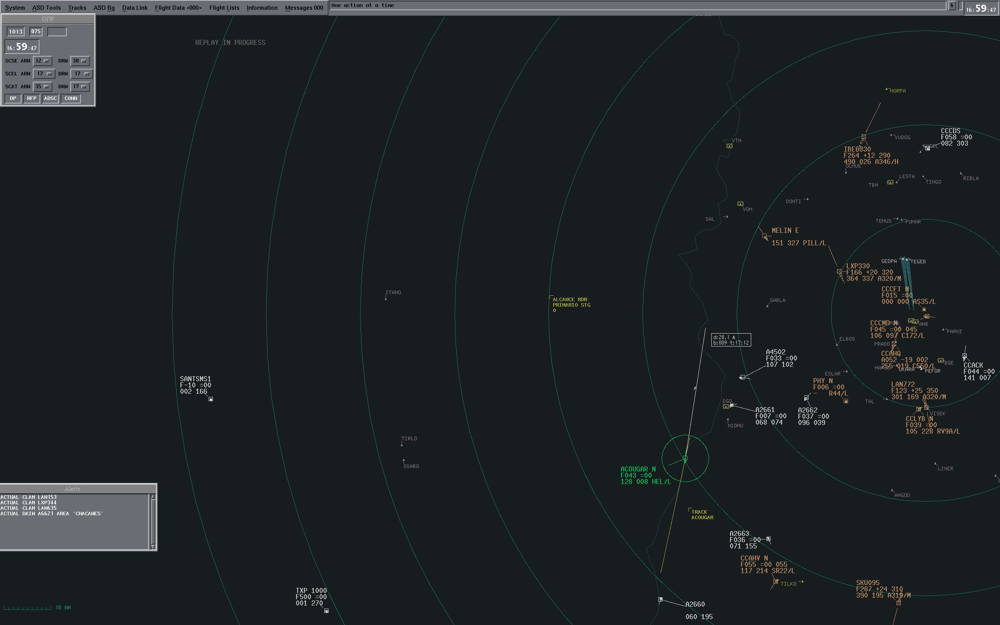 System ASD Tools Tracks ASD Bg Data Link Flight Data <000> Flight Lists Information Messages 000
One action at a time
6
16:59:47
GIW
1013 075
16:59:47
SCSE ARW 12 DRW 30
SCEL ARW 17 DRW 17
SCAT ARW 35 DRW 17
DP RFP ADSC CONN
REPLAY IN PROGRESS
MORPA
VUDOG
CCCDS
F058 =00
082 303
VTN
IBE6830
F264 +12 290
490 026 A346/H
OLMUE
LESTA
TINGO
RIBLA
TBN
DONTI
VDM
SAL
TEMUS
PUMAR
MELIN E
151 327 PILL/L
SEDPA
TEGEB
LXP330
F166 +20 320
364 337 A320/M
CCCFT N
F015 =00
000 000 AS35/L
ITANO
ALCANCE RDR
PRIMARIO STG
O
SABLA
CCCMD N
F045 =00 045
106 097 C172/L
AMB
PARKE
d:28.1 A
b:009 t:17:12
ELBOS
PRADO
A4502
F033 =00
107 102
CCAHQ
A052 -19 002
255 019 C550/L
BQE
UKARA
PEFOR
CCACK
F044 =00
141 007
ESLAR
SANTSMS1
F-10 =00
002 166
A
PHY N
F006 =00
- R44/L
LAN772
F123 +25 350
301 169 A320/M
DGO
TAL
A2661
F007 =00
068 074
A2662
F037 =00
096 039
VISEK
CCLYB N
F039 =00
105 228 RV9A/L
NIDMU
TIRLO
OSABO
ACOUGAR N
F043 =00
128 008 HEL/L
LINER
ANGOD
Alerts
ACTUAL CLAM LAN153
ACTUAL CLAM LXP344
ACTUAL CLAM LAN635
ACTUAL DAIW A6621 AREA 'CHACAWES'
TRACK
ACOUGAR
A2663
F036 =00
071 155
CCAHV N
F055 =00 055
117 214 SR22/L
TILKO
SKU095
F287 +24 310
390 195 A319/M
TXP 1000
F500 =00
001 270
A2660
060 195
10 NM